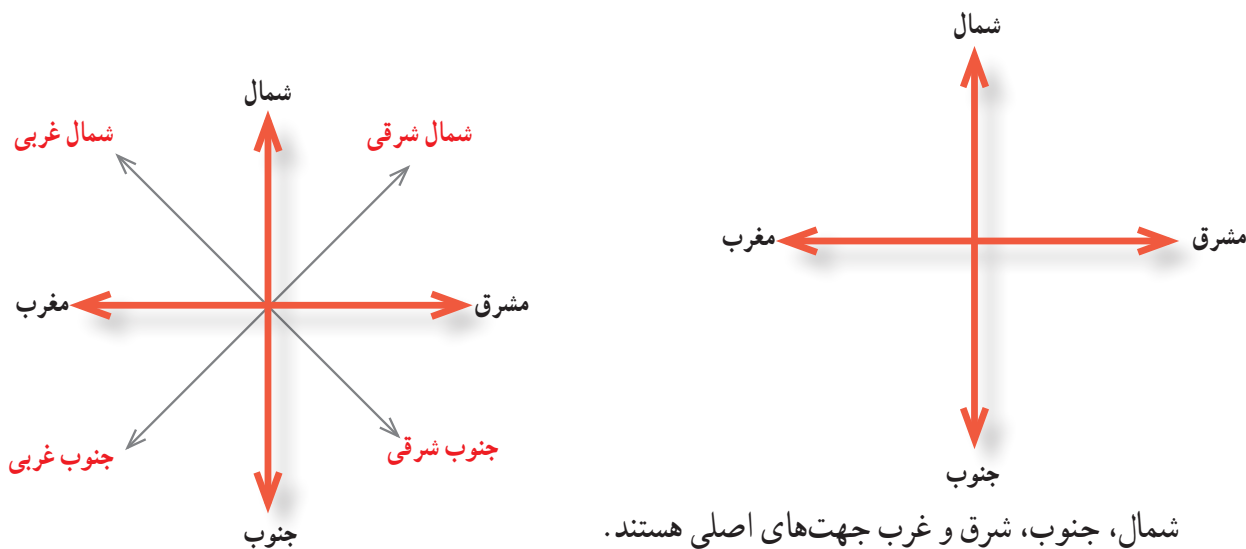 شمال
مشرق
مغرب
جنوب
شمال، جنوب، شرق و غرب جهت‌های اصلی هستند.
شمال
شمال شرقی
شمال غربی
مشرق
مغرب
جنوب شرقی
جنوب غربی
جنوب